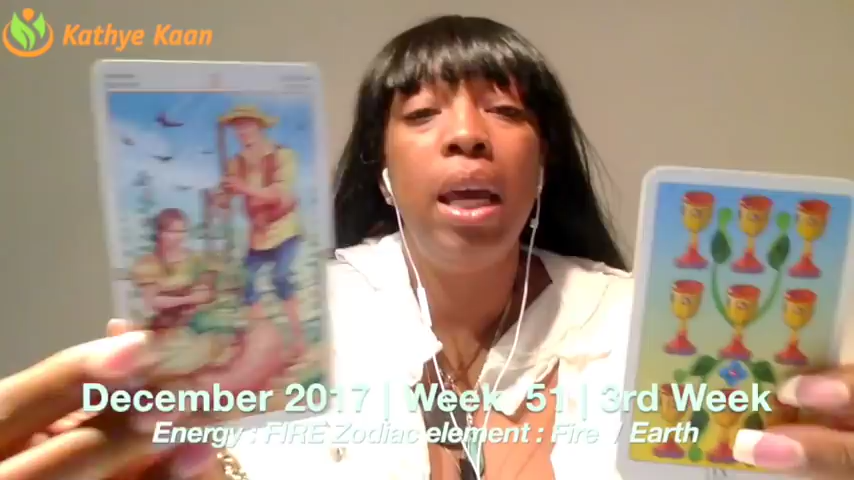 Kathye Kaan
December 2017 | Week 51 | 3rd Week
Energy : FIRE Zodiac element : Fire / Earth